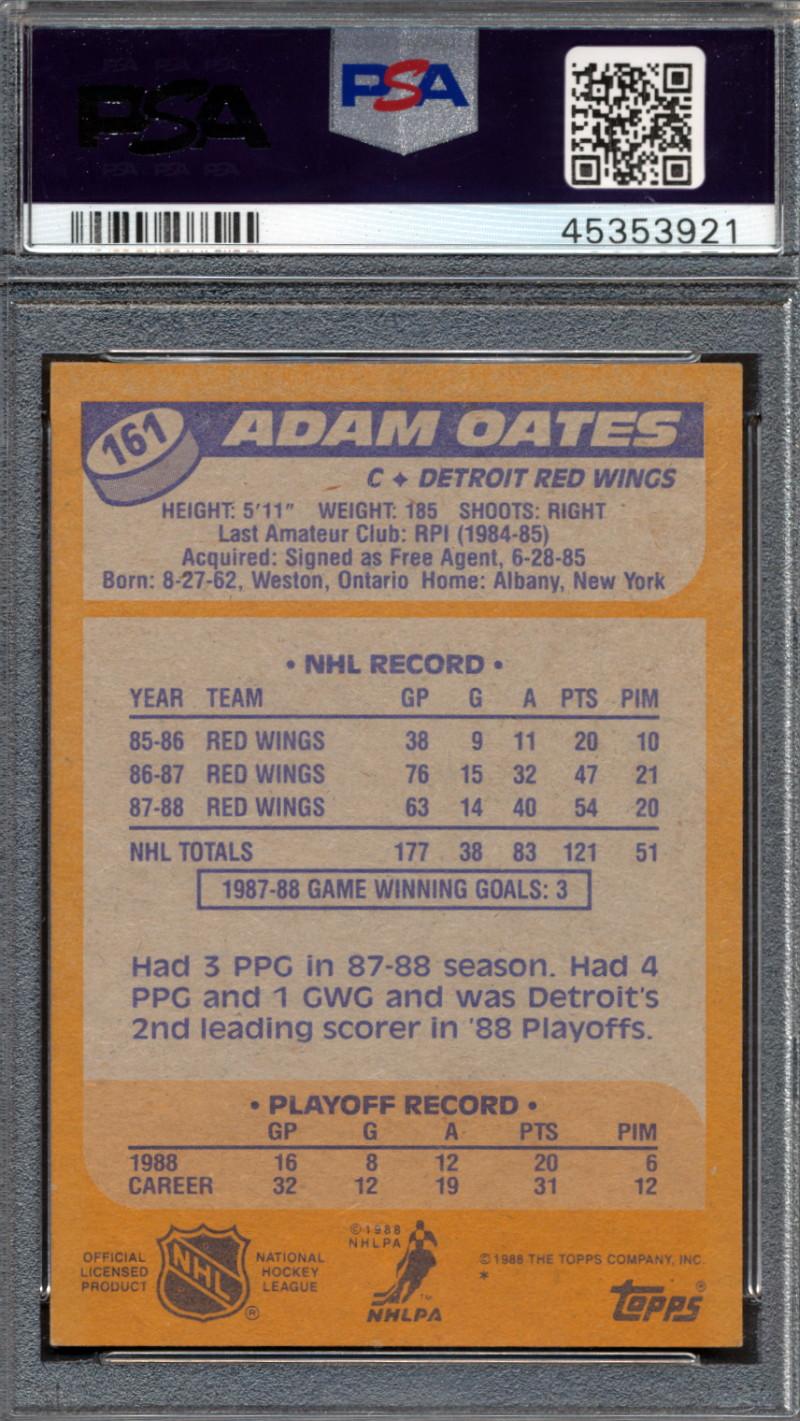 PSA PSA PSA
PSA
PSA
PSA PSA PSA
45353921
161
ADAM OATES
C ✦ DETROIT RED WINGS
HEIGHT: 5'11" WEIGHT: 185 SHOOTS: RIGHT
Last Amateur Club: RPI (1984-85)
Acquired: Signed as Free Agent, 6-28-85
Born: 8-27-62, Weston, Ontario Home: Albany, New York
• NHL RECORD •
YEAR TEAM GP G A PTS PIM
85-86 RED WINGS 38 9 11 20 10
86-87 RED WINGS 76 15 32 47 21
87-88 RED WINGS 63 14 40 54 20
NHL TOTALS 177 38 83 121 51
1987-88 GAME WINNING GOALS: 3
Had 3 PPG in 87-88 season. Had 4
PPG and 1 GWG and was Detroit's
2nd leading scorer in '88 Playoffs.
• PLAYOFF RECORD •
GP G A PTS PIM
1988 16 8 12 20 6
CAREER 32 12 19 31 12
OFFICIAL
LICENSED
PRODUCT
NHL
®
NATIONAL
HOCKEY
LEAGUE
©1988
NHLPA
™
NHLPA
©1988 THE TOPPS COMPANY, INC.
*
topps®